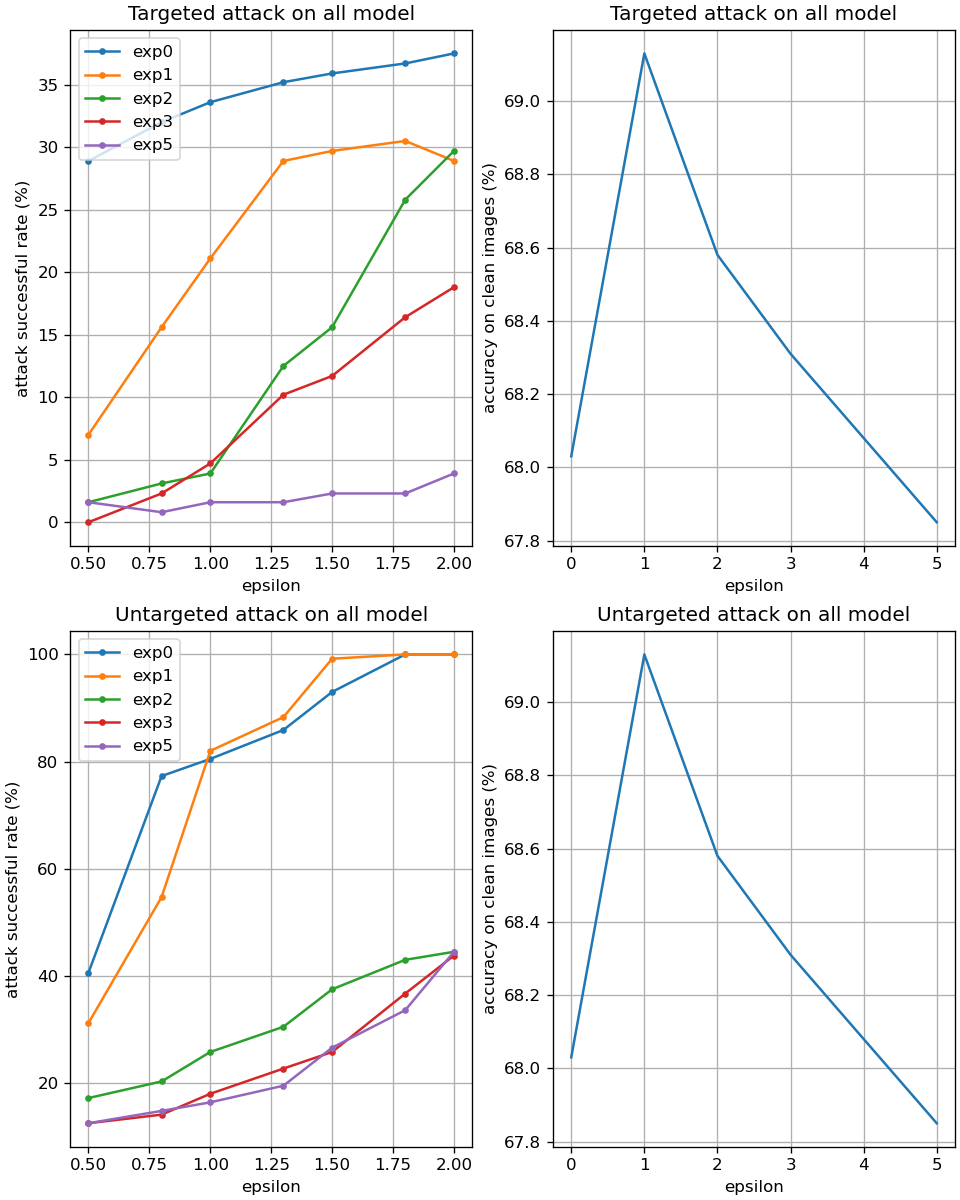 Targeted attack on all model
attack successful rate (%)
35
30
25
20
15
10
5
0
exp0
exp1
exp2
exp3
exp5
0.50 0.75 1.00 1.25 1.50 1.75 2.00
epsilon
Targeted attack on all model
accuracy on clean images (%)
69.0
68.8
68.6
68.4
68.2
68.0
67.8
0 1 2 3 4 5
epsilon
Untargeted attack on all model
attack successful rate (%)
100
80
60
40
20
exp0
exp1
exp2
exp3
exp5
0.50 0.75 1.00 1.25 1.50 1.75 2.00
epsilon
Untargeted attack on all model
accuracy on clean images (%)
69.0
68.8
68.6
68.4
68.2
68.0
67.8
0 1 2 3 4 5
epsilon